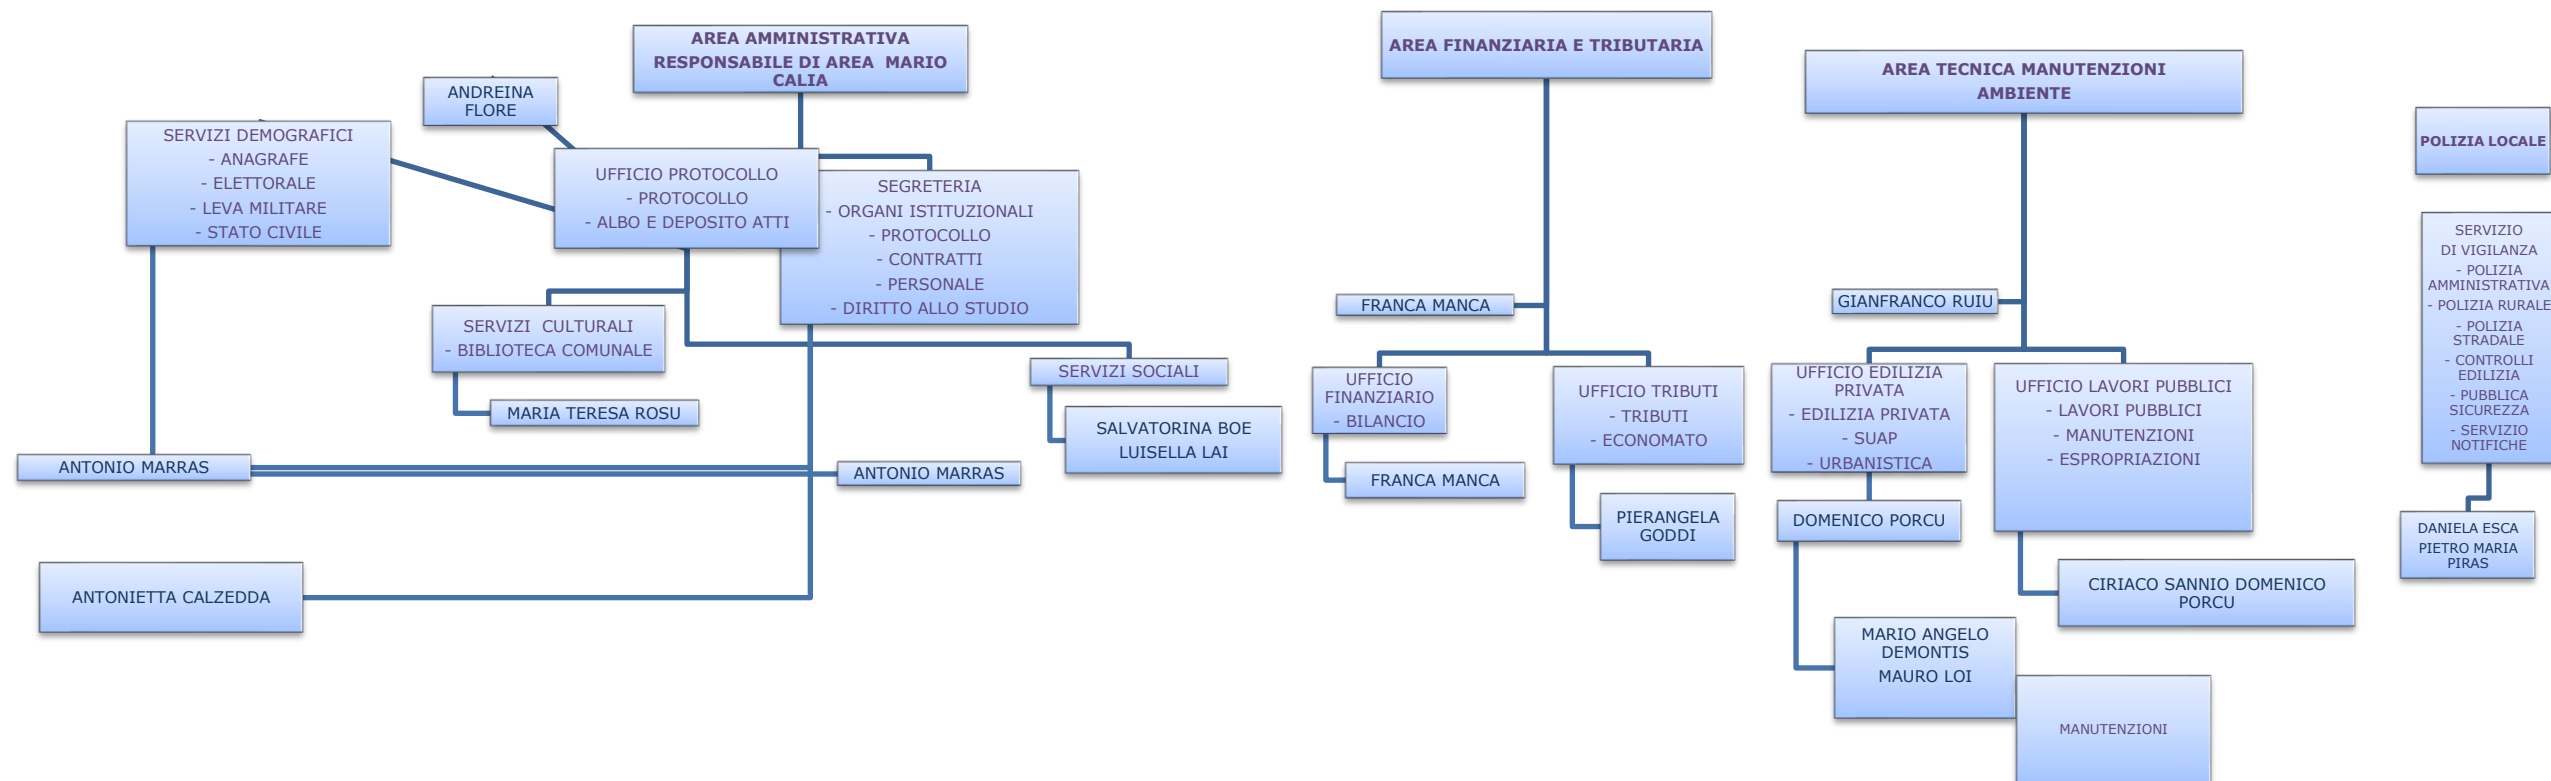 AREA AMMINISTRATIVA
RESPONSABILE DI AREA MARIO
CALIA
ANDREINA
FLORE
SERVIZI DEMOGRAFICI
- ANAGRAFE
- ELETTORALE
- LEVA MILITARE
- STATO CIVILE
UFFICIO PROTOCOLLO
- PROTOCOLLO
- ALBO E DEPOSITO ATTI
SEGRETERIA
- ORGANI ISTITUZIONALI
- PROTOCOLLO
- CONTRATTI
- PERSONALE
- DIRITTO ALLO STUDIO
SERVIZI CULTURALI
- BIBLIOTECA COMUNALE
MARIA TERESA ROSU
SERVIZI SOCIALI
SALVATORINA BOE
LUISELLA LAI
ANTONIO MARRAS
ANTONIO MARRAS
ANTONIETTA CALZEDDA
AREA FINANZIARIA E TRIBUTARIA
FRANCA MANCA
UFFICIO
FINANZIARIO
- BILANCIO
FRANCA MANCA
UFFICIO TRIBUTI
- TRIBUTI
- ECONOMATO
PIERANGELA
GODDI
AREA TECNICA MANUTENZIONI
AMBIENTE
GIANFRANCO RUIU
UFFICIO EDILIZIA
PRIVATA
- EDILIZIA PRIVATA
- SUAP
- URBANISTICA
DOMENICO PORCU
MARIO ANGELO
DEMONTIS
MAURO LOI
MANUTENZIONI
UFFICIO LAVORI PUBBLICI
- LAVORI PUBBLICI
- MANUTENZIONI
- ESPROPRIAZIONI
CIRIACO SANNIO DOMENICO
PORCU
POLIZIA LOCALE
SERVIZIO
DI VIGILANZA
- POLIZIA
AMMINISTRATIVA
- POLIZIA RURALE
- POLIZIA
STRADALE
- CONTROLLI
EDILIZIA
- PUBBLICA
SICUREZZA
- SERVIZIO
NOTIFICHE
DANIELA ESCA
PIETRO MARIA
PIRAS